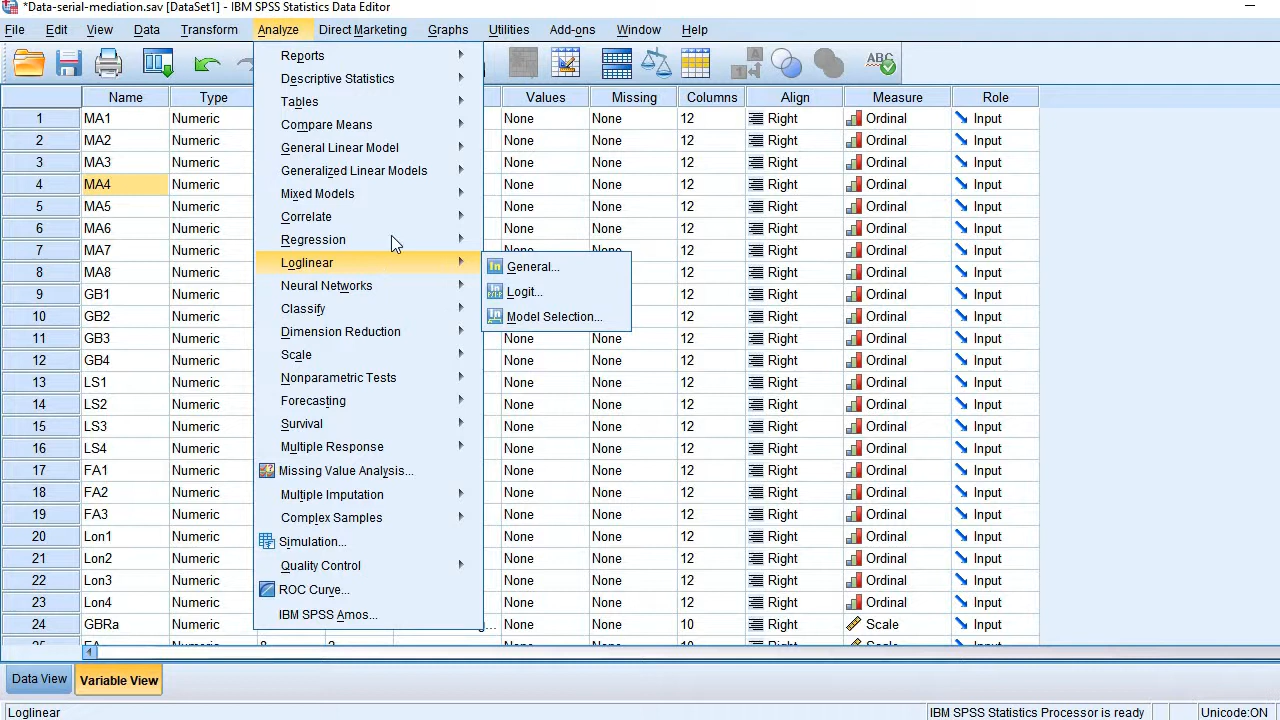 *Data-serial-mediation.sav [DataSet1] - IBM SPSS Statistics Data Editor
File Edit View Data Transform Analyze Direct Marketing Graphs Utilities Add-ons Window Help
Reports
Descriptive Statistics
Tables
Compare Means
General Linear Model
Generalized Linear Models
Mixed Models
Correlate
Regression
Loglinear
Neural Networks
Classify
Dimension Reduction
Scale
Nonparametric Tests
Forecasting
Survival
Multiple Response
Missing Value Analysis...
Multiple Imputation
Complex Samples
Simulation...
Quality Control
ROC Curve...
IBM SPSS Amos...
General...
Logit...
Model Selection...
Name Type Values Missing Columns Align Measure Role
1 MA1 Numeric None None 12 Right Ordinal Input
2 MA2 Numeric None None 12 Right Ordinal Input
3 MA3 Numeric None None 12 Right Ordinal Input
4 MA4 Numeric None None 12 Right Ordinal Input
5 MA5 Numeric None None 12 Right Ordinal Input
6 MA6 Numeric None None 12 Right Ordinal Input
7 MA7 Numeric None None 12 Right Ordinal Input
8 MA8 Numeric None None 12 Right Ordinal Input
9 GB1 Numeric None None 12 Right Ordinal Input
10 GB2 Numeric None None 12 Right Ordinal Input
11 GB3 Numeric None None 12 Right Ordinal Input
12 GB4 Numeric None None 12 Right Ordinal Input
13 LS1 Numeric None None 12 Right Ordinal Input
14 LS2 Numeric None None 12 Right Ordinal Input
15 LS3 Numeric None None 12 Right Ordinal Input
16 LS4 Numeric None None 12 Right Ordinal Input
17 FA1 Numeric None None 12 Right Ordinal Input
18 FA2 Numeric None None 12 Right Ordinal Input
19 FA3 Numeric None None 12 Right Ordinal Input
20 Lon1 Numeric None None 12 Right Ordinal Input
21 Lon2 Numeric None None 12 Right Ordinal Input
22 Lon3 Numeric None None 12 Right Ordinal Input
23 Lon4 Numeric None None 12 Right Ordinal Input
24 GBRa Numeric g... None None 10 Right Scale Input
Data View Variable View
Loglinear IBM SPSS Statistics Processor is ready Unicode:ON